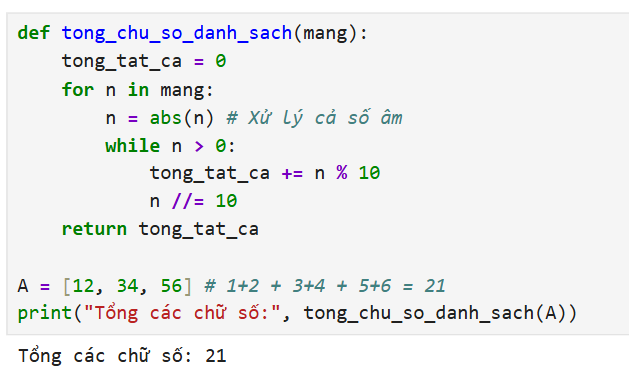 def tong_chu_so_danh_sach(mang):
    tong_tat_ca = 0
    for n in mang:
        n = abs(n) # Xử lý cả số âm
        while n > 0:
            tong_tat_ca += n % 10
            n //= 10
    return tong_tat_ca

A = [12, 34, 56] # 1+2 + 3+4 + 5+6 = 21
print("Tổng các chữ số:", tong_chu_so_danh_sach(A))
Tổng các chữ số: 21